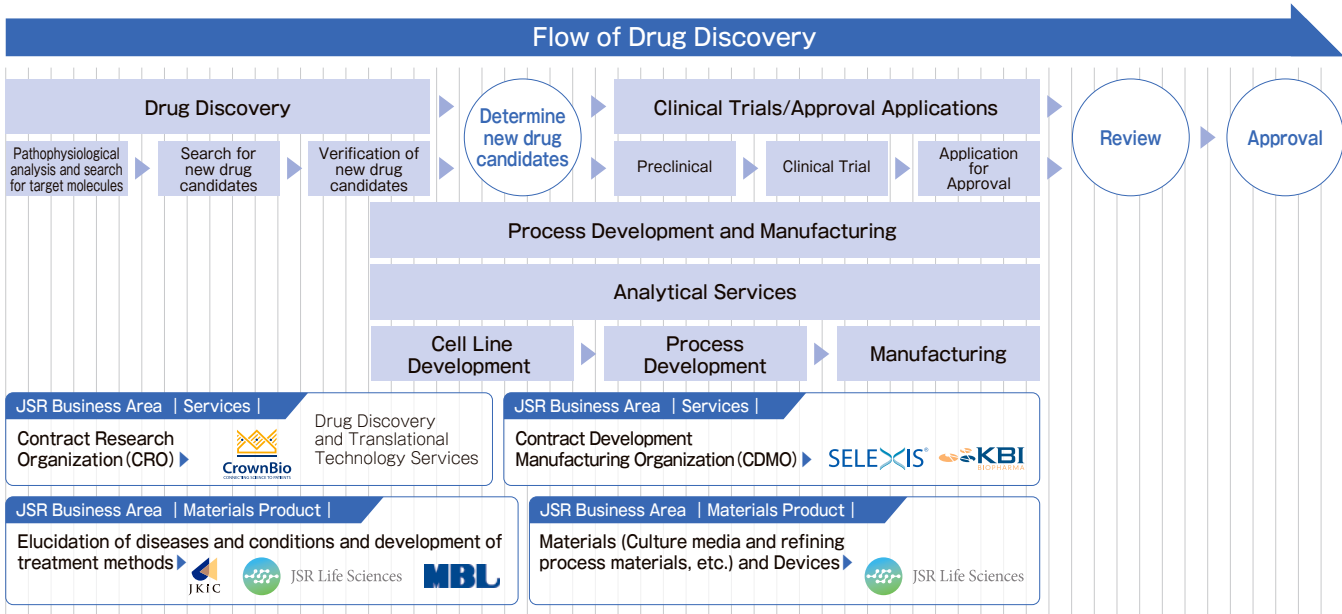 Flow of Drug Discovery
Drug Discovery
Pathophysiological
analysis and search
for target molecules
Search for
new drug
candidates
Verification of
new drug
candidates
Determine
new drug
candidates
Clinical Trials/Approval Applications
Preclinical
Clinical Trial
Application
for
Approval
Review
Approval
Process Development and Manufacturing
Analytical Services
Cell Line
Development
Process
Development
Manufacturing
JSR Business Area | Services |
Contract Research
Organization (CRO)
CrownBio
CONNECTING SCIENCE TO PATIENTS
Drug Discovery
and Translational
Technology Services
JSR Business Area | Services |
Contract Development
Manufacturing Organization (CDMO)
SELEXIS®
KBI
BIOPHARMA
JSR Business Area | Materials Product |
Elucidation of diseases and conditions and development of
treatment methods
JKiC
JSR Life Sciences
MBL
JSR Business Area | Materials Product |
Materials (Culture media and refining
process materials, etc.) and Devices
JSR Life Sciences